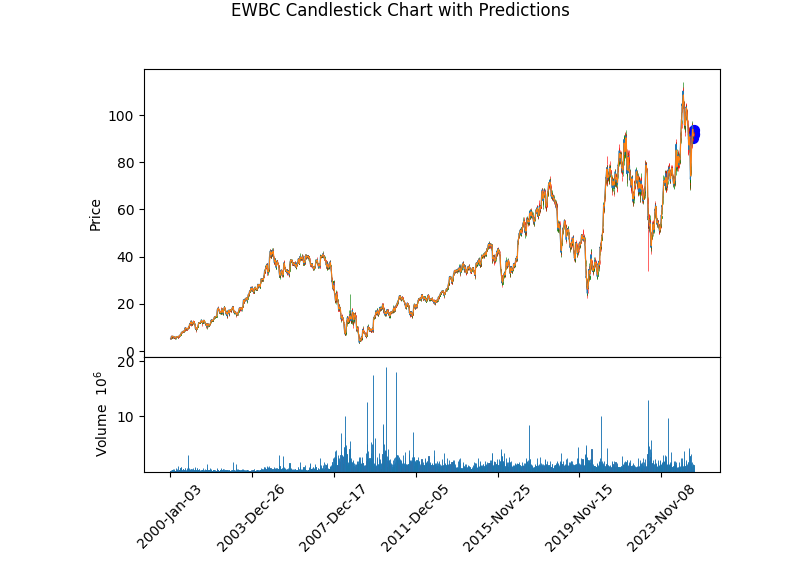 EWBC Candlestick Chart with Predictions
Price
100
80
60
40
20
0
Volume 10^6
20
10
2000-Jan-03
2003-Dec-26
2007-Dec-17
2011-Dec-05
2015-Nov-25
2019-Nov-15
2023-Nov-08